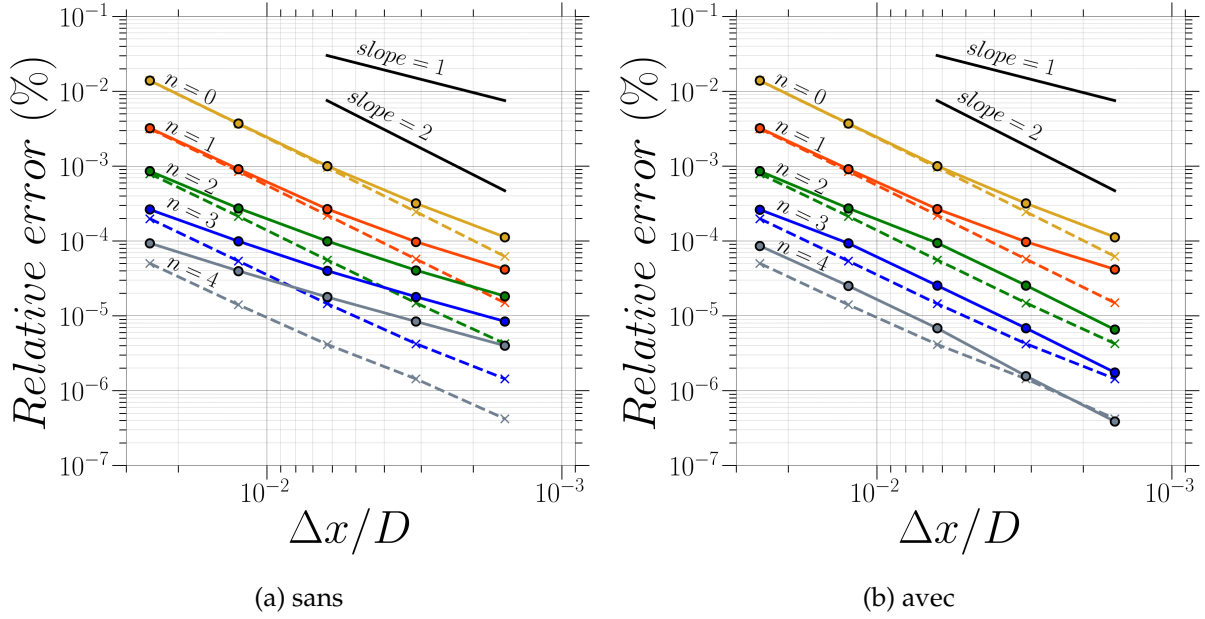 Relative error (%)
10⁻¹
10⁻²
10⁻³
10⁻⁴
10⁻⁵
10⁻⁶
10⁻⁷
slope = 1
slope = 2
n = 0
n = 1
n = 2
n = 3
n = 4
10⁻² 10⁻³
Δx/D
(a) sans
Relative error (%)
10⁻¹
10⁻²
10⁻³
10⁻⁴
10⁻⁵
10⁻⁶
10⁻⁷
slope = 1
slope = 2
n = 0
n = 1
n = 2
n = 3
n = 4
10⁻² 10⁻³
Δx/D
(b) avec